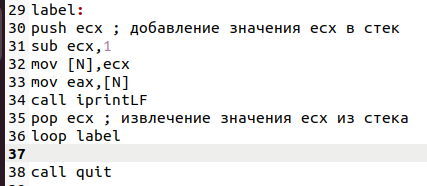 29 label:
30 push ecx ; добавление значения ecx в стек
31 sub ecx,1
32 mov [N],ecx
33 mov eax,[N]
34 call iprintLF
35 pop ecx ; извлечение значения ecx из стека
36 loop label
37
38 call quit